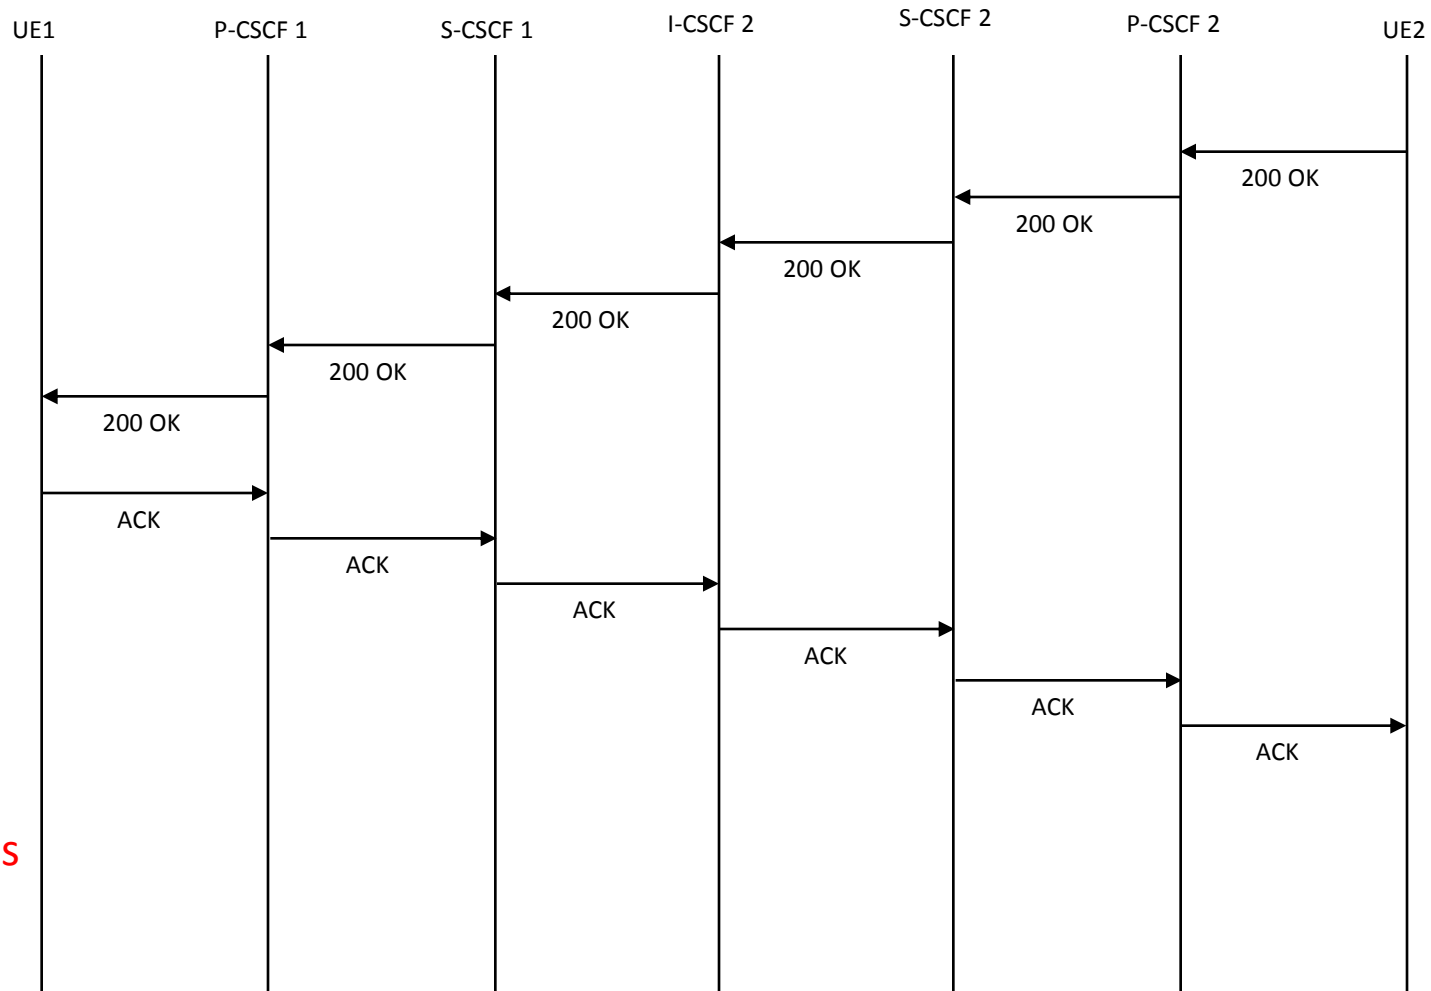 UE1
P-CSCF 1
S-CSCF 1
I-CSCF 2
S-CSCF 2
P-CSCF 2
UE2
200 OK
200 OK
200 OK
200 OK
200 OK
200 OK
ACK
ACK
ACK
ACK
ACK
ACK
S